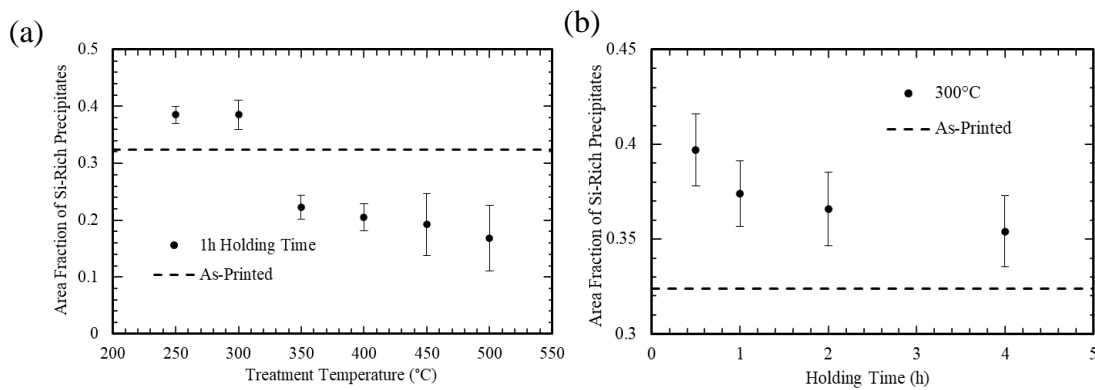 (a)
0.5
0.4
0.3
0.2
0.1
0
Area Fraction of Si-Rich Precipitates
1h Holding Time
As-Printed
200 250 300 350 400 450 500 550
Treatment Temperature (°C)
(b)
0.45
0.4
0.35
0.3
Area Fraction of Si-Rich Precipitates
300°C
As-Printed
0 1 2 3 4 5
Holding Time (h)